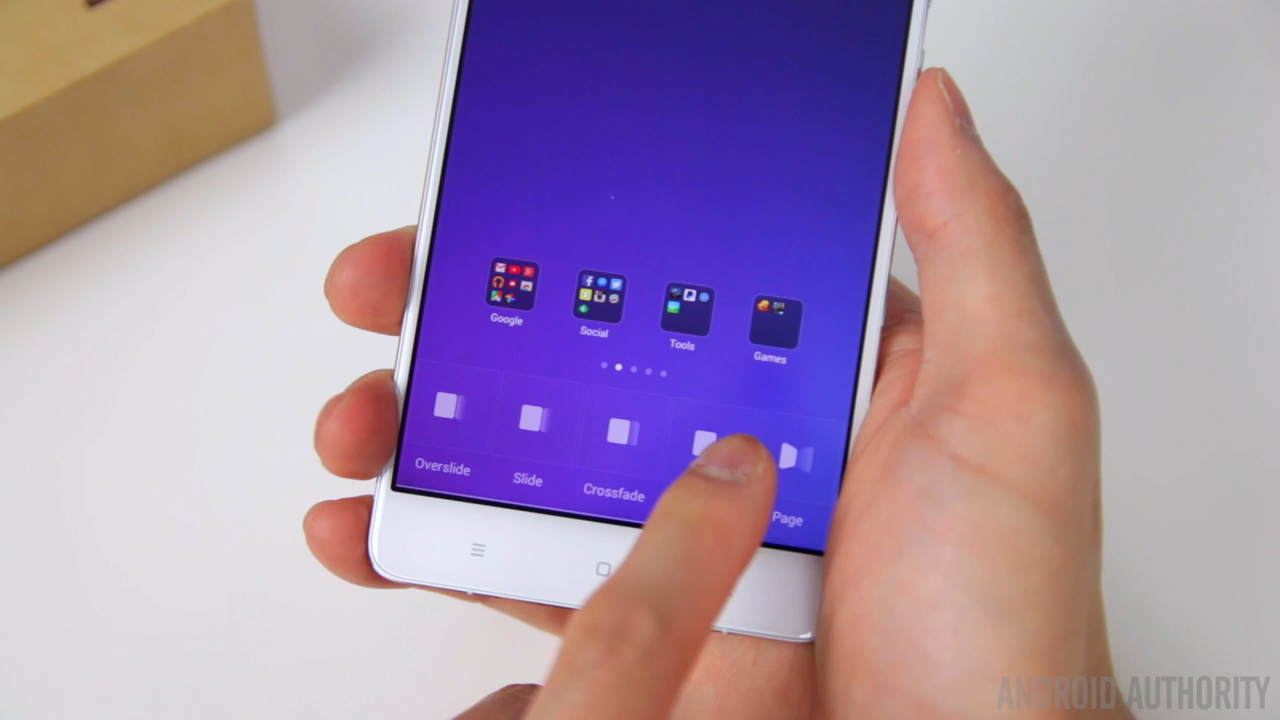 Google
Social
Tools
Games
Overslide
Slide
Crossfade
Page
ANDROID AUTHORITY